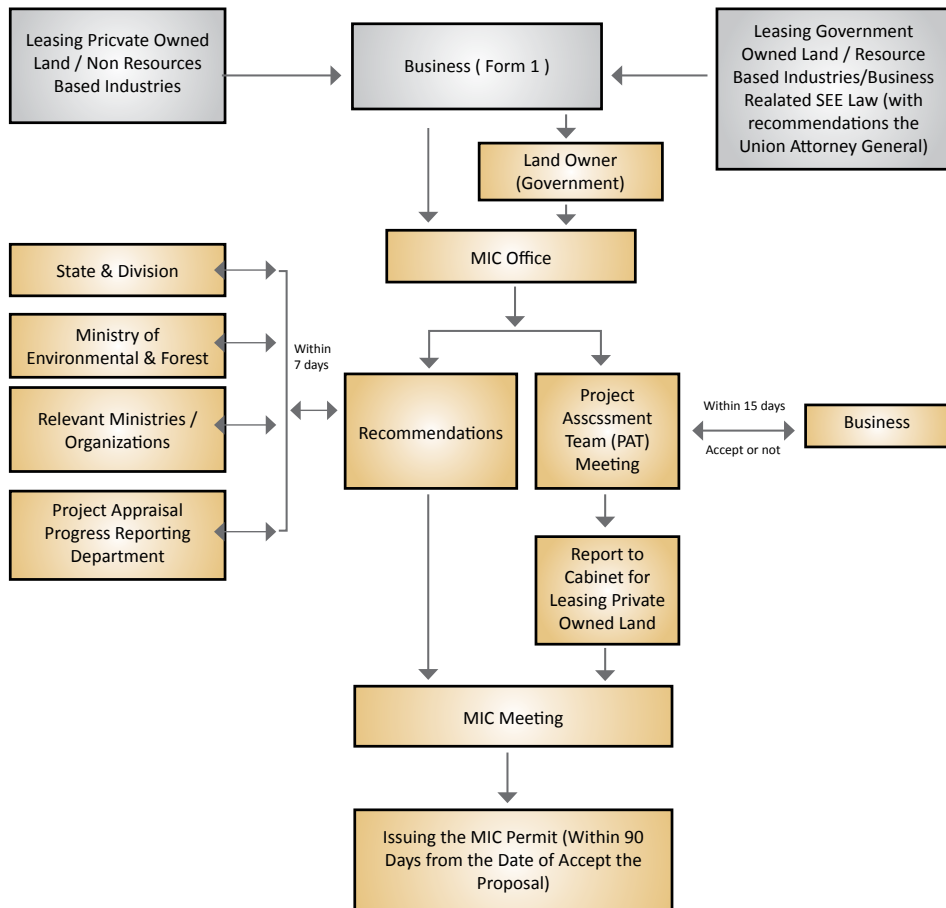 Leasing Pricvate Owned
Land / Non Resources
Based Industries
Business ( Form 1 )
Leasing Government
Owned Land / Resource
Based Industries/Business
Realated SEE Law (with
recommendations the
Union Attorney General)
Land Owner
(Government)
MIC Office
State & Division
Ministry of
Environmental & Forest
Relevant Ministries /
Organizations
Project Appraisal
Progress Reporting
Department
Within
7 days
Recommendations
Project
Asscssment
Team (PAT)
Meeting
Within 15 days
Accept or not
Business
Report to
Cabinet for
Leasing Private
Owned Land
MIC Meeting
Issuing the MIC Permit (Within 90
Days from the Date of Accept the
Proposal)